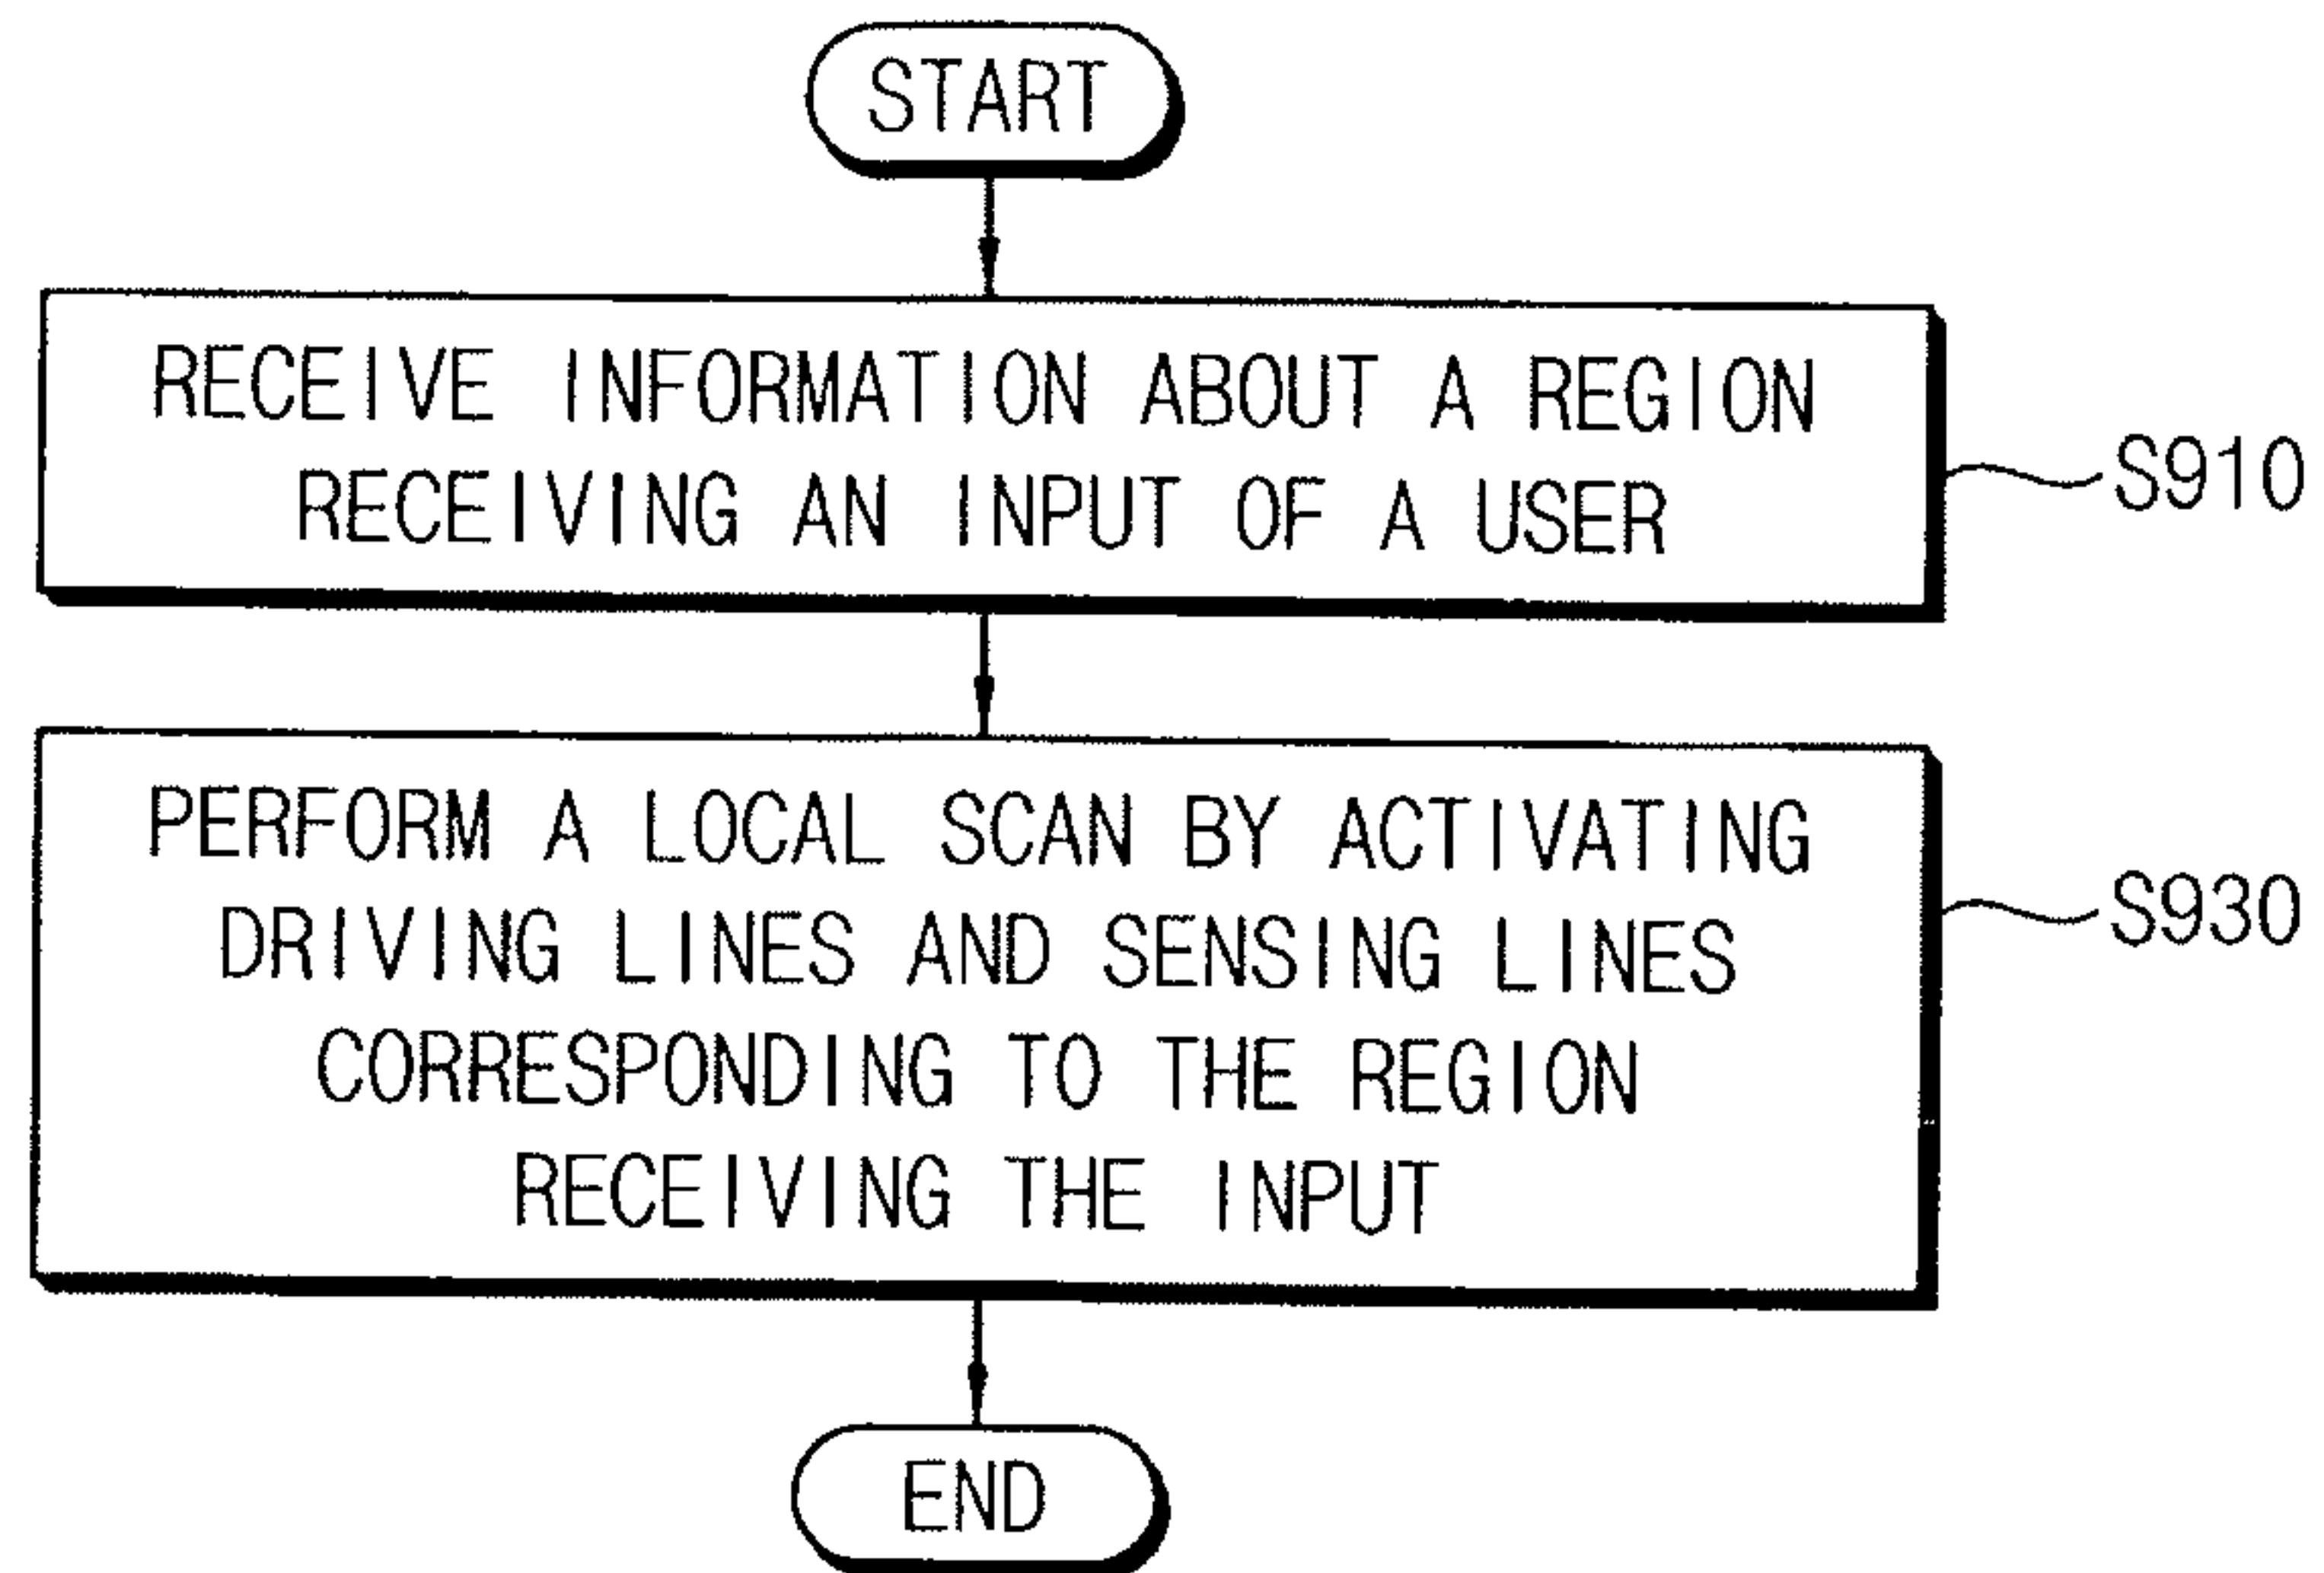 START
RECEIVE INFORMATION ABOUT A REGION
RECEIVING AN INPUT OF A USER
S910
PERFORM A LOCAL SCAN BY ACTIVATING
DRIVING LINES AND SENSING LINES
CORRESPONDING TO THE REGION
RECEIVING THE INPUT
S930
END